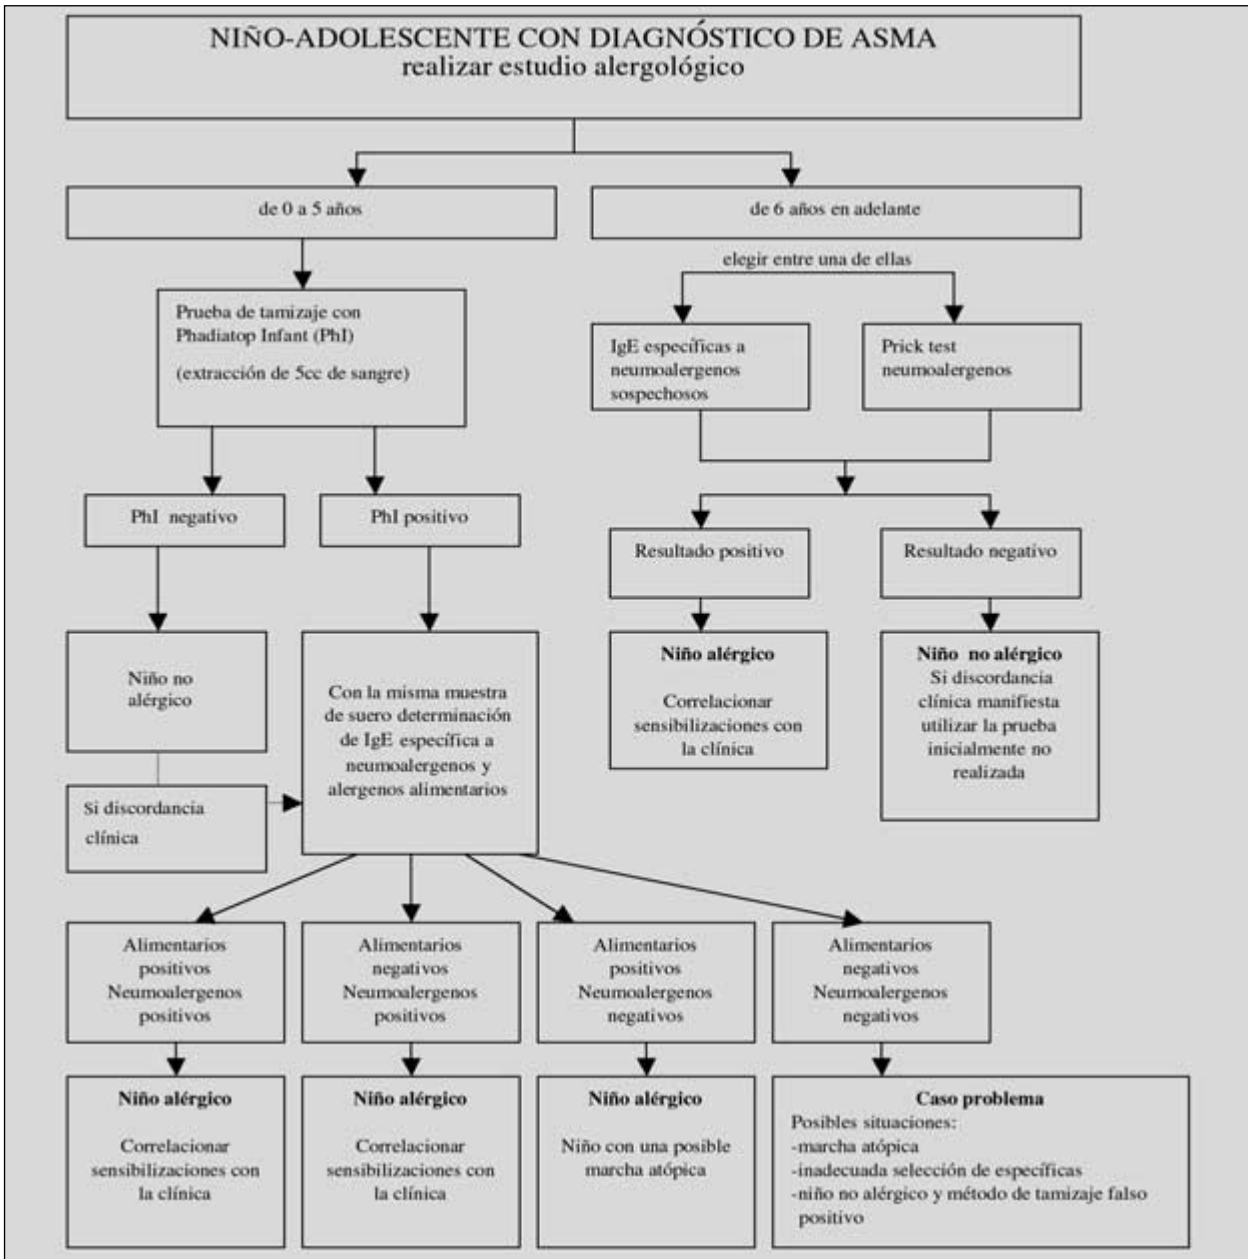 NIÑO-ADOLESCENTE CON DIAGNÓSTICO DE ASMA
realizar estudio alergológico
de 0 a 5 años
de 6 años en adelante
elegir entre una de ellas
Prueba de tamizaje con
Phadiatop Infant (PhI)
(extracción de 5cc de sangre)
IgE específicas a
neumoalergenos
sospechosos
Prick test
neumoalergenos
PhI negativo
PhI positivo
Resultado positivo
Resultado negativo
Niño no
alérgico
Si discordancia
clínica
Con la misma muestra
de suero determinación
de IgE específica a
neumoalergenos y
alergenos alimentarios
Niño alérgico
Correlacionar
sensibilizaciones con
la clínica
Niño no alérgico
Si discordancia
clínica manifiesta
utilizar la prueba
inicialmente no
realizada
Alimentarios
positivos
Neumoalergenos
positivos
Alimentarios
negativos
Neumoalergenos
positivos
Alimentarios
positivos
Neumoalergenos
negativos
Alimentarios
negativos
Neumoalergenos
negativos
Niño alérgico
Correlacionar
sensibilizaciones con
la clínica
Niño alérgico
Correlacionar
sensibilizaciones con
la clínica
Niño alérgico
Niño con una posible
marcha atópica
Caso problema
Posibles situaciones:
-marcha atópica
-inadecuada selección de específicas
-niño no alérgico y método de tamizaje falso
positivo